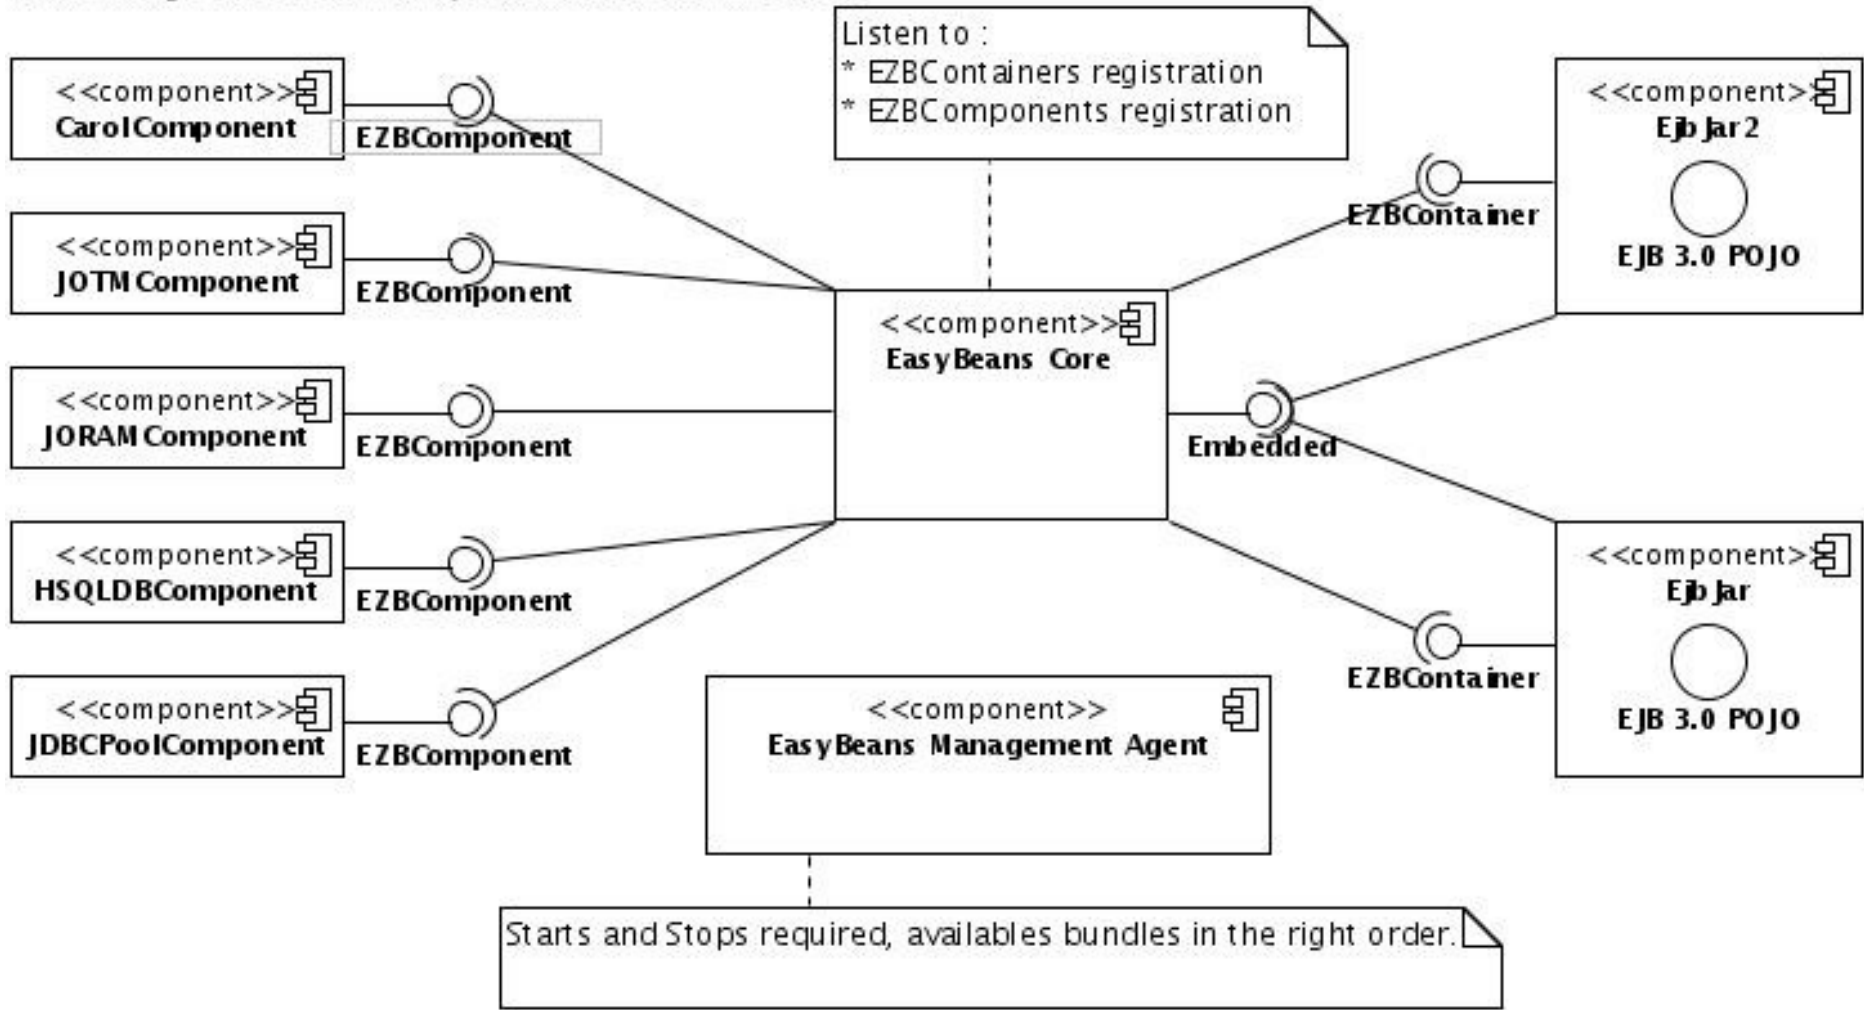 Listen to :
* EZBContainers registration
* EZBComponents registration
<<component>>
CarolComponent
EZBComponent
<<component>>
JOTMComponent
EZBComponent
<<component>>
JORAMComponent
EZBComponent
<<component>>
HSQLDBComponent
EZBComponent
<<component>>
JDBCPoolComponent
EZBComponent
<<component>>
EasyBeans Core
Embedded
<<component>>
EjbJar2
EJB 3.0 POJO
EZBContainer
<<component>>
EjbJar
EJB 3.0 POJO
EZBContainer
<<component>>
EasyBeans Management Agent
Starts and Stops required, availables bundles in the right order.